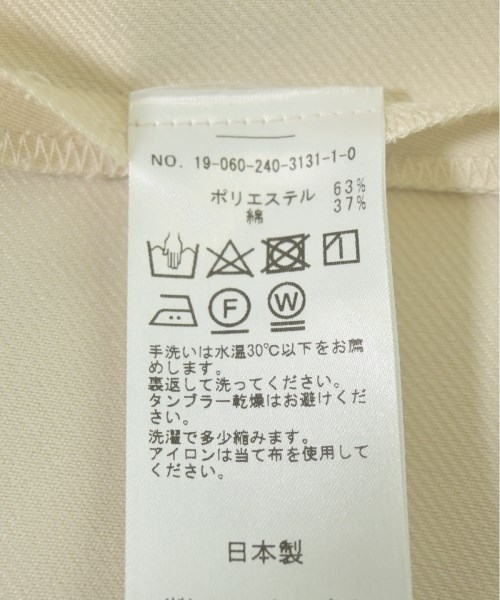 NO. 19-060-240-3131-1-0
ポリエステル 63%
綿 37%
F W
手洗いは水温30℃以下をお薦
めします。
裏返して洗ってください。
タンブラー乾燥はお避けくだ
さい。
洗濯で多少縮みます。
アイロンは当て布を使用して
ください。
日本製